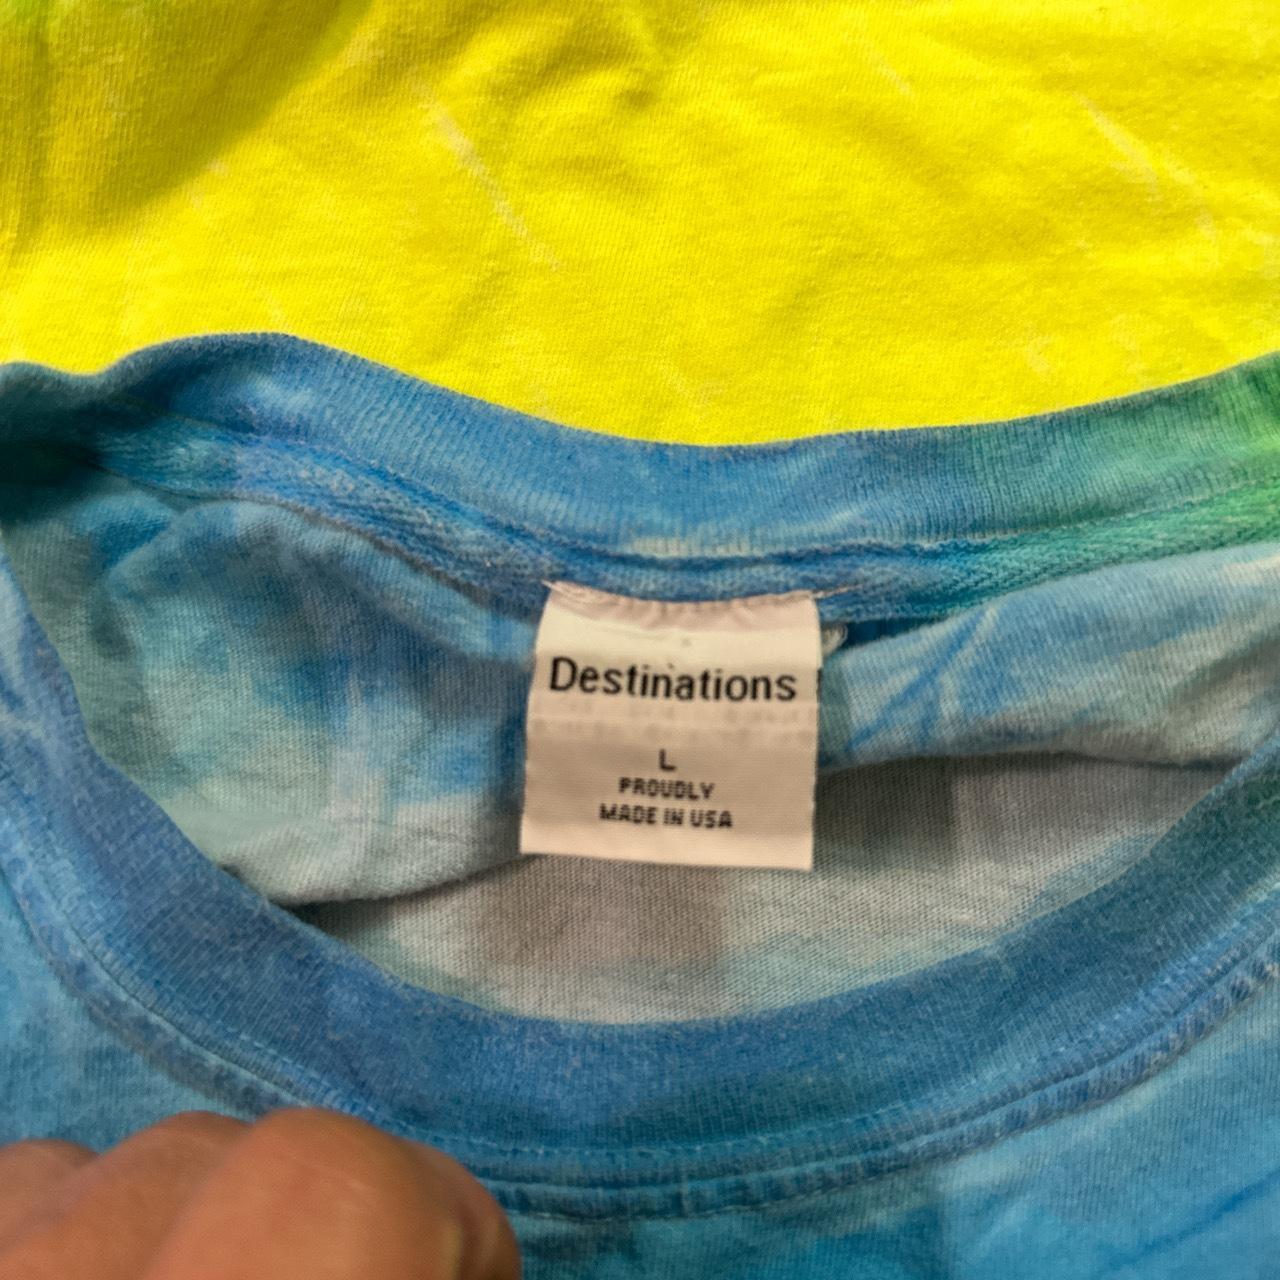 Destinations
L
PROUDLY
MADE IN USA